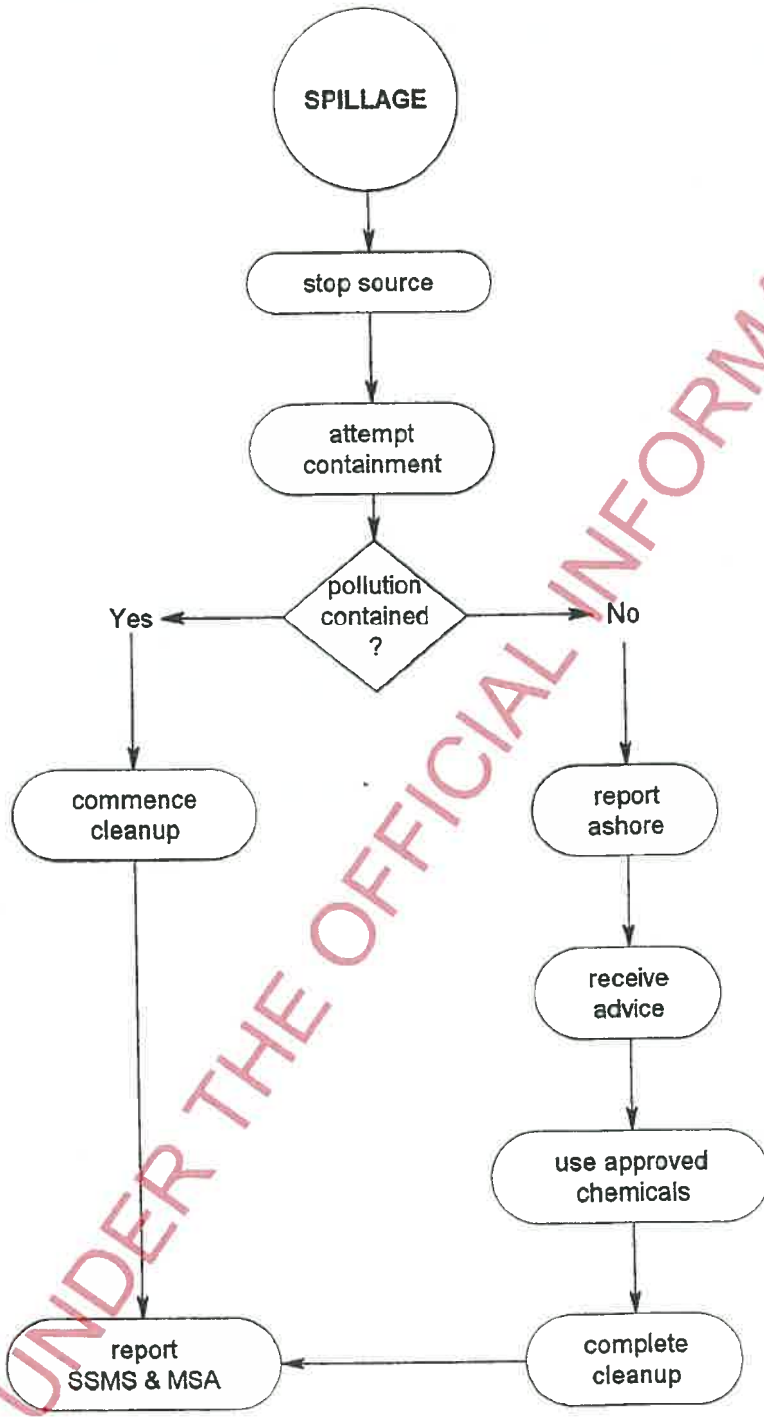 SPILLAGE
stop source
attempt
containment
pollution
contained
?
Yes
No
commence
cleanup
report
ashore
receive
advice
use approved
chemicals
complete
cleanup
report
SSMS & MSA
UNDER THE OFFICIAL